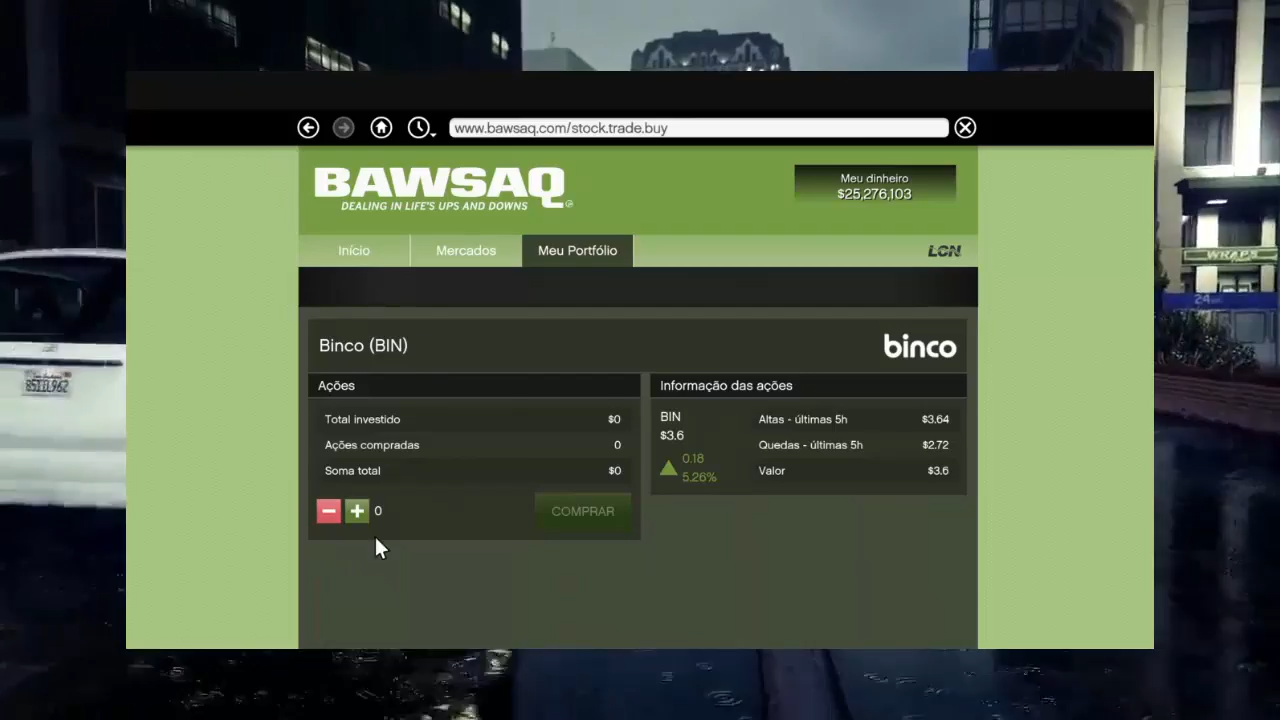 www.bawsaq.com/stock.trade.buy
BAWSAQ
DEALING IN LIFE'S UPS AND DOWNS
Meu dinheiro
$25,276,103
Início
Mercados
Meu Portfólio
LCN
Binco (BIN)
binco
Ações
Total investido $0
Ações compradas 0
Soma total $0
0
COMPRAR
Informação das ações
BIN
$3.6
0.18
5.26%
Altas - últimas 5h $3.64
Quedas - últimas 5h $2.72
Valor $3.6
WRAPS
24